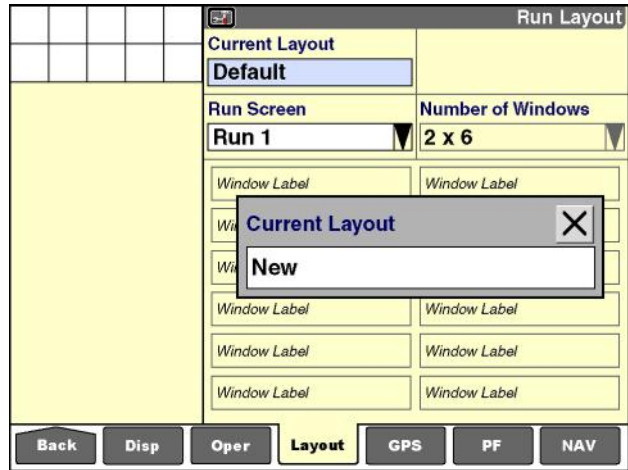 Run Layout
Current Layout
Default
Run Screen
Number of Windows
Run 1
2 x 6
Window Label
Window Label
Wi
Current Layout
New
Wi
Window Label
Window Label
Window Label
Window Label
Window Label
Window Label
Back
Disp
Oper
Layout
GPS
PF
NAV